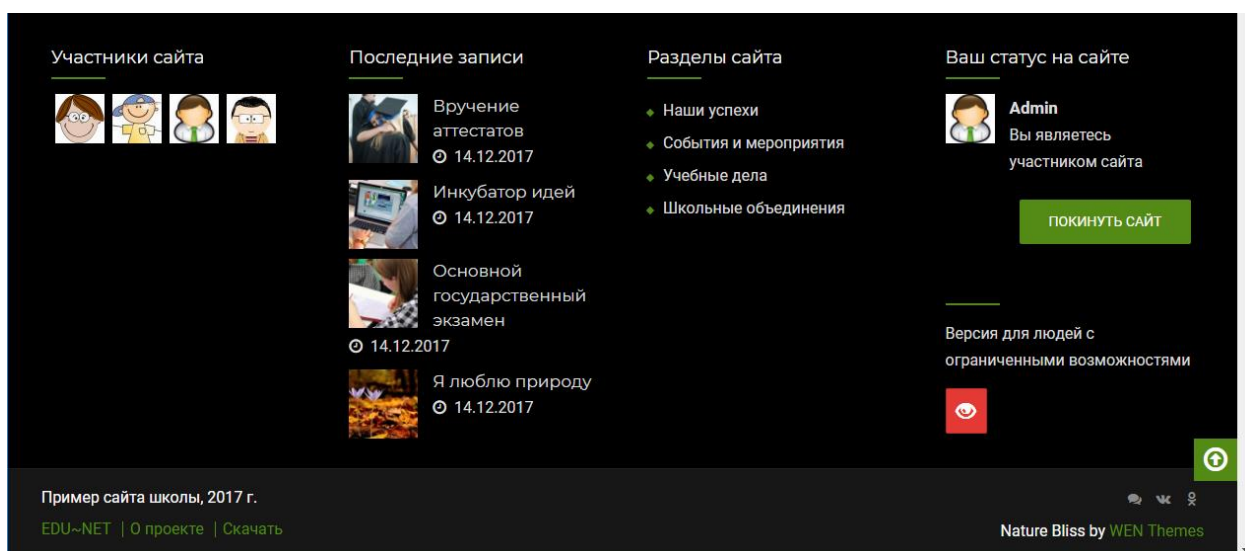 Участники сайта
Последние записи
Вручение
аттестатов
14.12.2017
Инкубатор идей
14.12.2017
Основной
государственный
экзамен
14.12.2017
Я люблю природу
14.12.2017
Разделы сайта
Наши успехи
События и мероприятия
Учебные дела
Школьные объединения
Ваш статус на сайте
Admin
Вы являетесь
участником сайта
ПОКИНУТЬ САЙТ
Версия для людей с
ограниченными возможностями
Пример сайта школы, 2017 г.
EDU~NET | О проекте | Скачать
Nature Bliss by WEN Themes